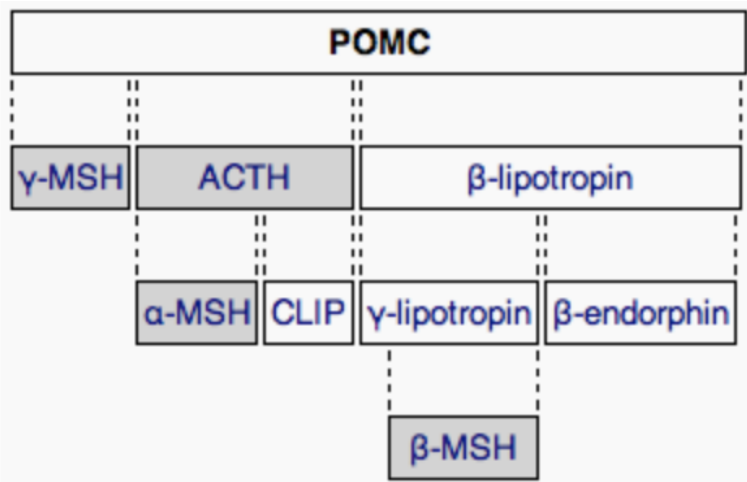 POMC
γ-MSH ACTH β-lipotropin
α-MSH CLIP γ-lipotropin β-endorphin
β-MSH